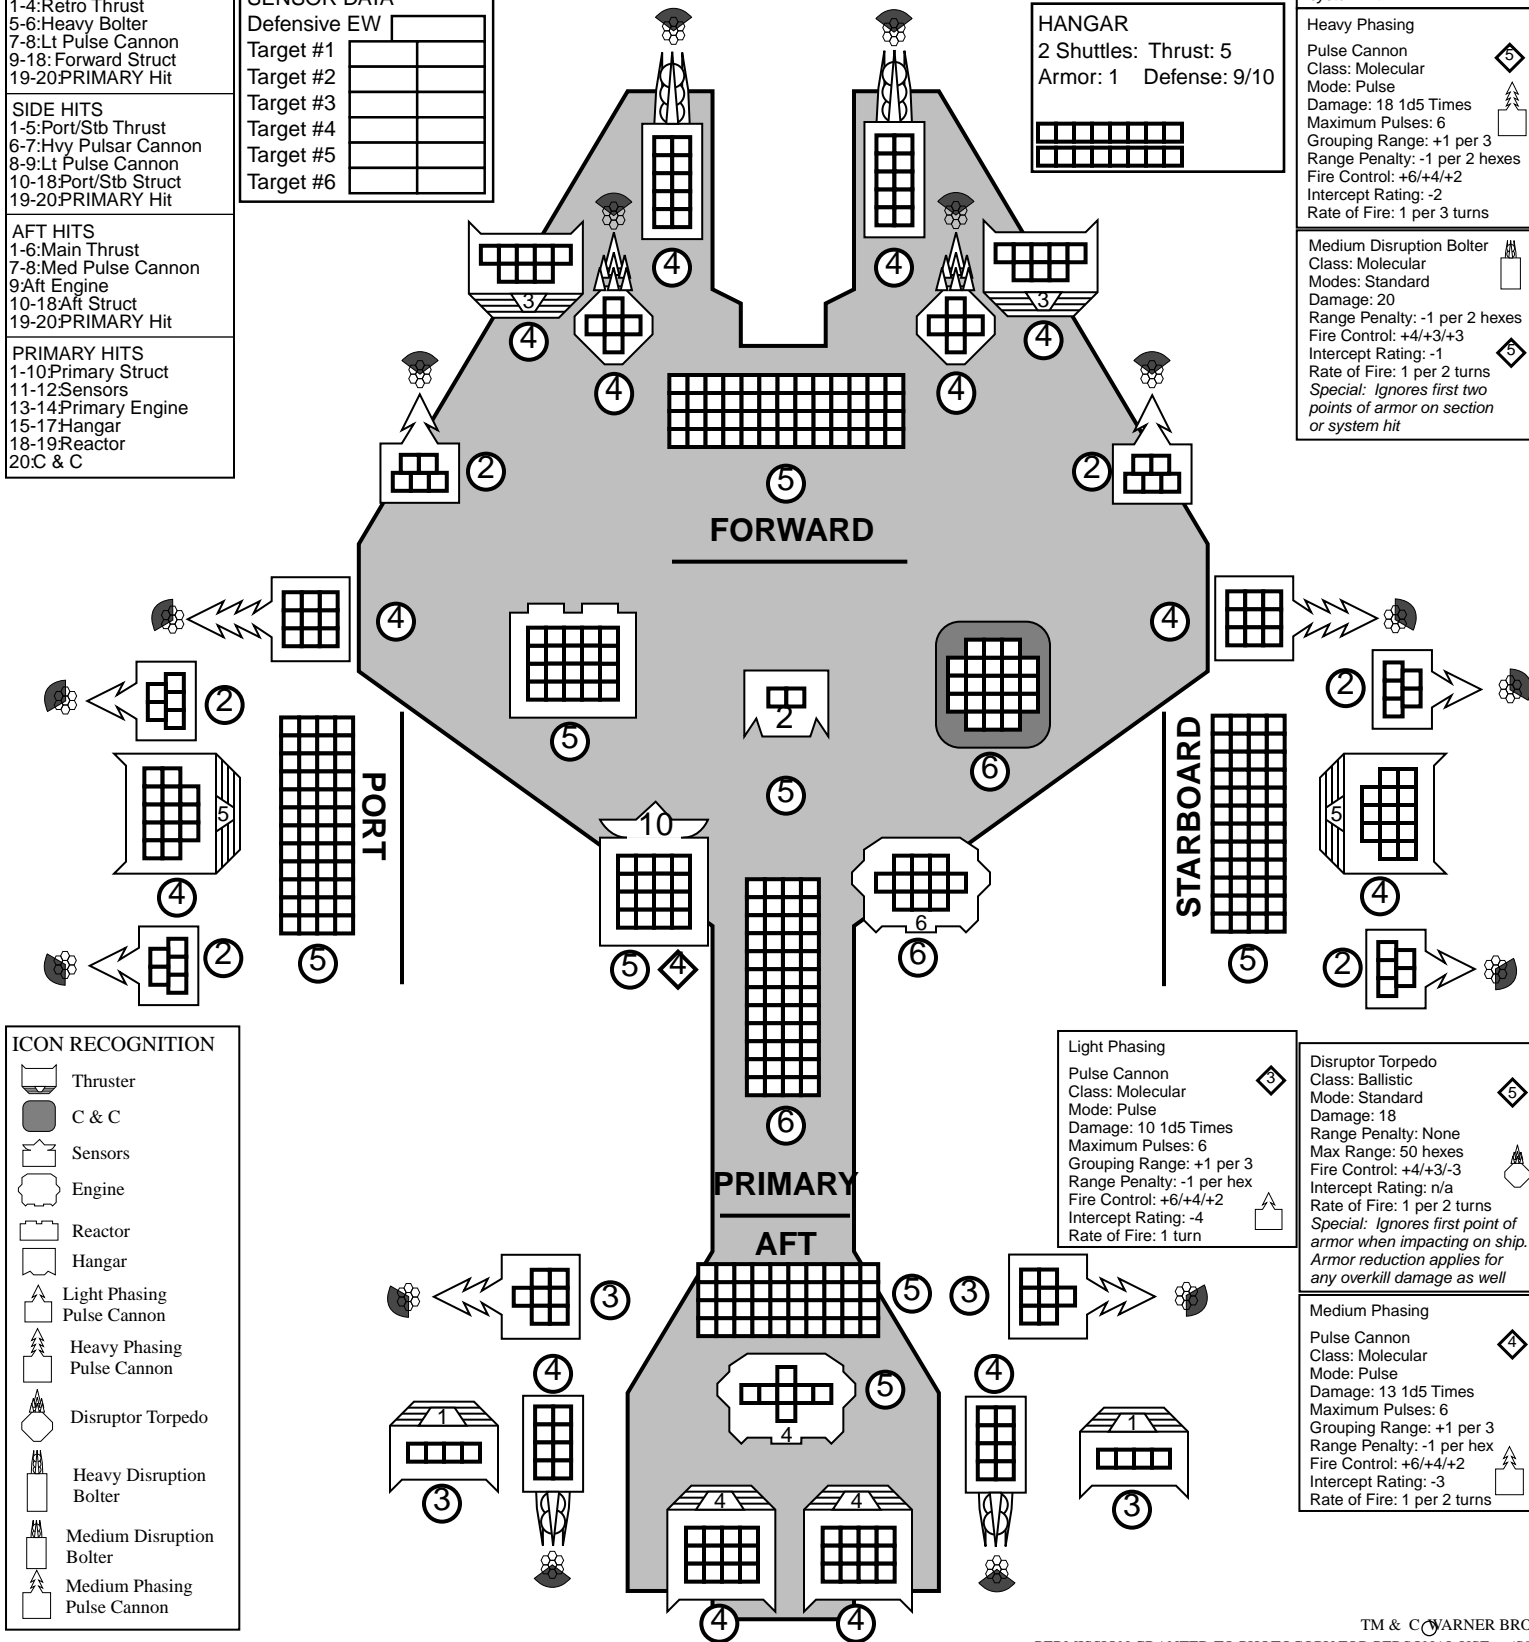 1-4:Retro Thrust
5-6:Heavy Bolter
7-8:Lt Pulse Cannon
9-18: Forward Struct
19-20:PRIMARY Hit
SIDE HITS
1-5:Port/Stb Thrust
6-7:Hvy Pulsar Cannon
8-9:Lt Pulse Cannon
10-18:Port/Stb Struct
19-20:PRIMARY Hit
AFT HITS
1-6:Main Thrust
7-8:Med Pulse Cannon
9:Aft Engine
10-18:Aft Struct
19-20:PRIMARY Hit
PRIMARY HITS
1-10:Primary Struct
11-12:Sensors
13-14:Primary Engine
15-17:Hangar
18-19:Reactor
20:C & C
SENSOR DATA
Defensive EW
Target #1
Target #2
Target #3
Target #4
Target #5
Target #6
HANGAR
2 Shuttles: Thrust: 5
Armor: 1 Defense: 9/10
Heavy Phasing
Pulse Cannon
Class: Molecular
Mode: Pulse
Damage: 18 1d5 Times
Maximum Pulses: 6
Grouping Range: +1 per 3
Range Penalty: -1 per 2 hexes
Fire Control: +6/+4/+2
Intercept Rating: -2
Rate of Fire: 1 per 3 turns
5
Medium Disruption Bolter
Class: Molecular
Modes: Standard
Damage: 20
Range Penalty: -1 per 2 hexes
Fire Control: +4/+3/+3
Intercept Rating: -1
Rate of Fire: 1 per 2 turns
Special: Ignores first two
points of armor on section
or system hit
5
4
4
3
3
4
4
4
4
2
2
5
FORWARD
4
4
2
2
5
2
6
5
PORT
STARBOARD
5
5
10
4
4
6
2
5
5
4
6
5
2
6
PRIMARY
AFT
ICON RECOGNITION
Thruster
C & C
Sensors
Engine
Reactor
Hangar
Light Phasing
Pulse Cannon
Heavy Phasing
Pulse Cannon
Disruptor Torpedo
Heavy Disruption
Bolter
Medium Disruption
Bolter
Medium Phasing
Pulse Cannon
Light Phasing
Pulse Cannon
Class: Molecular
Mode: Pulse
Damage: 10 1d5 Times
Maximum Pulses: 6
Grouping Range: +1 per 3
Range Penalty: -1 per hex
Fire Control: +6/+4/+2
Intercept Rating: -4
Rate of Fire: 1 turn
3
Disruptor Torpedo
Class: Ballistic
Mode: Standard
Damage: 18
Range Penalty: None
Max Range: 50 hexes
Fire Control: +4/+3/-3
Intercept Rating: n/a
Rate of Fire: 1 per 2 turns
Special: Ignores first point of
armor when impacting on ship.
Armor reduction applies for
any overkill damage as well
5
Medium Phasing
Pulse Cannon
Class: Molecular
Mode: Pulse
Damage: 13 1d5 Times
Maximum Pulses: 6
Grouping Range: +1 per 3
Range Penalty: -1 per hex
Fire Control: +6/+4/+2
Intercept Rating: -3
Rate of Fire: 1 per 2 turns
4
3
5
3
4
5
4
1
4
1
3
3
4
4
4
4
TM & C WARNER BRO